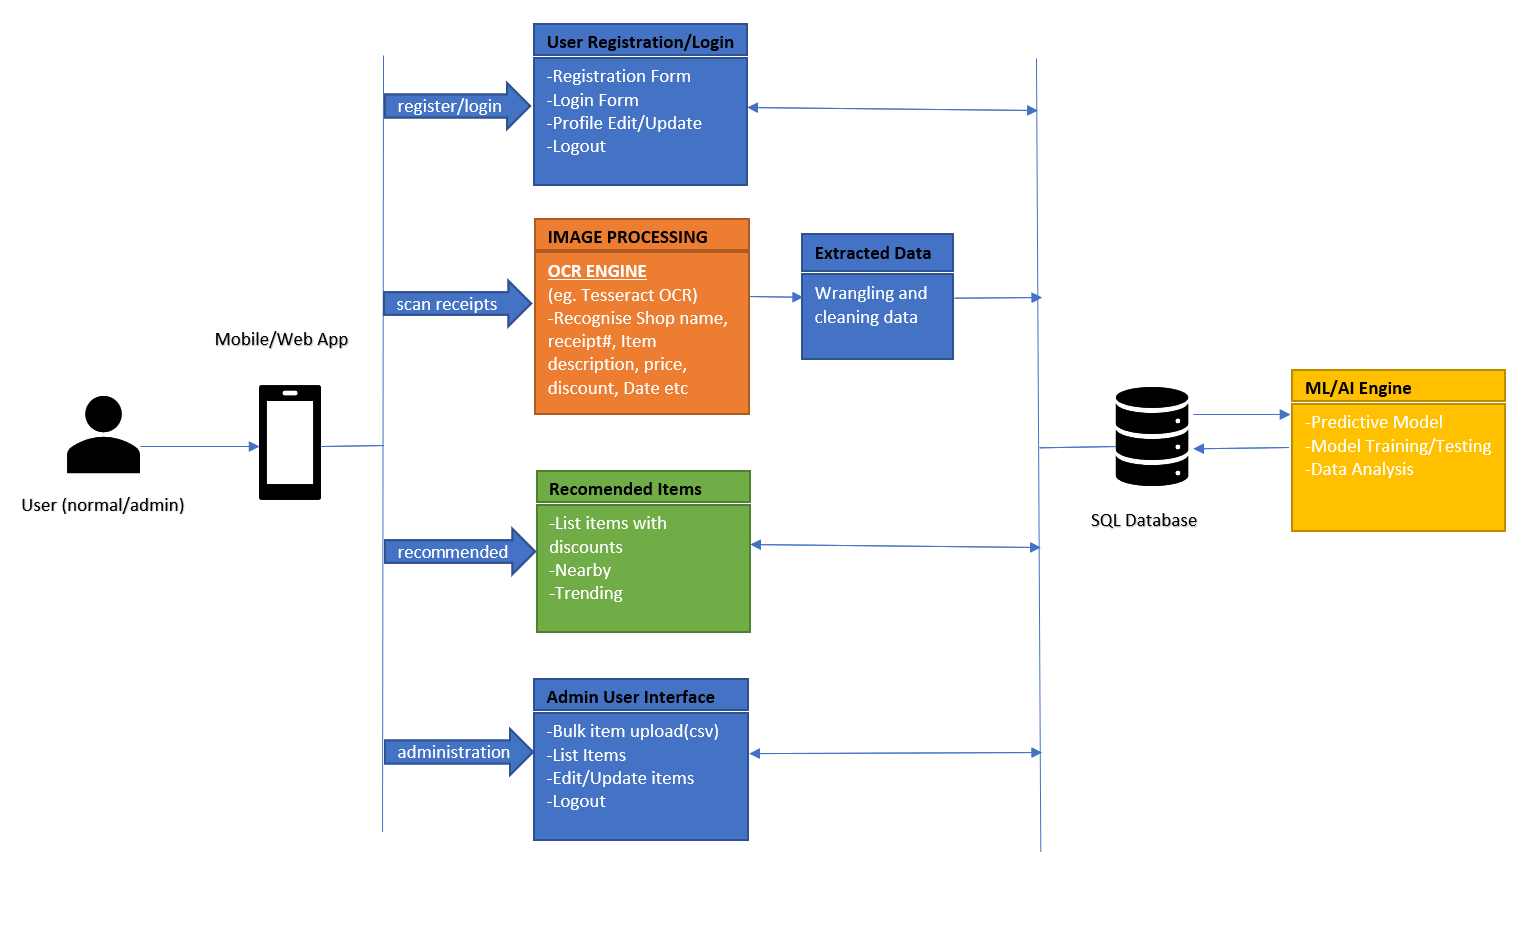 User Registration/Login
-Registration Form
-Login Form
-Profile Edit/Update
-Logout
register/login
IMAGE PROCESSING
OCR ENGINE
(eg. Tesseract OCR)
-Recognise Shop name,
receipt#, Item
description, price,
discount, Date etc
scan receipts
Extracted Data
Wrangling and
cleaning data
Mobile/Web App
User (normal/admin)
SQL Database
ML/AI Engine
-Predictive Model
-Model Training/Testing
-Data Analysis
Recomended Items
-List items with
discounts
-Nearby
-Trending
recommended
Admin User Interface
-Bulk item upload(csv)
-List Items
-Edit/Update items
-Logout
administration